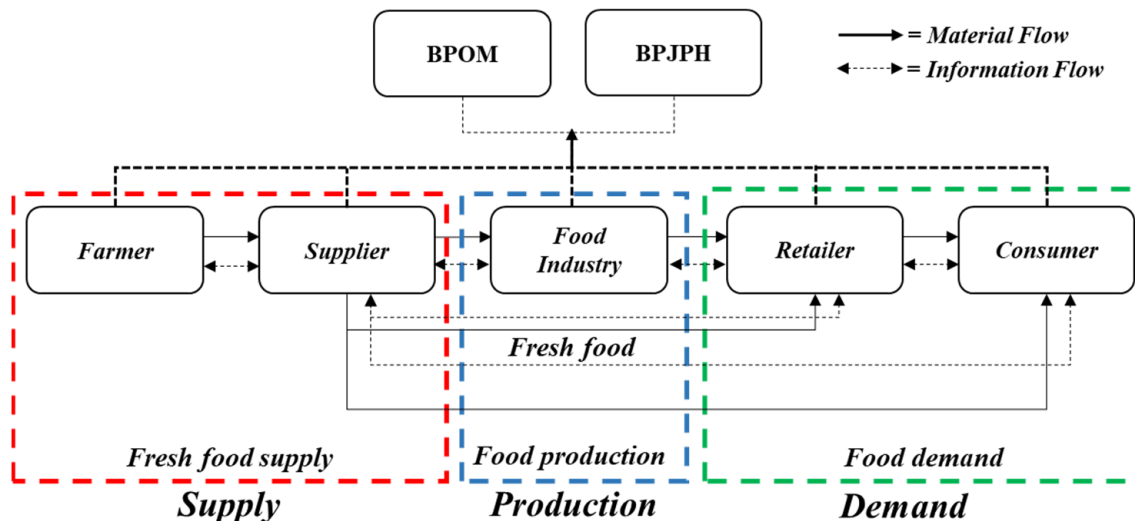 BPOM
BPJPH
= Material Flow
= Information Flow
Farmer
Supplier
Food
Industry
Retailer
Consumer
Fresh food
Fresh food supply
Food production
Food demand
Supply
Production
Demand